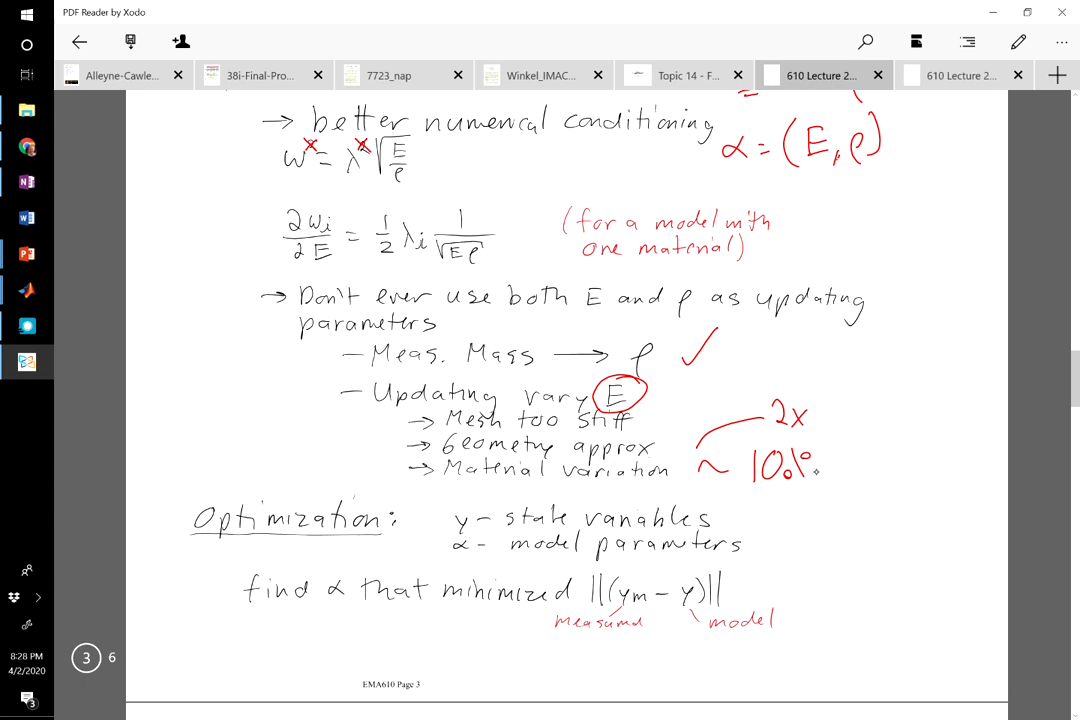 PDF Reader by Xodo
Alleyne-Cawle...
38i-Final-Pro...
7723_nap
Winkel_IMAC...
Topic 14 - F...
610 Lecture 2...
610 Lecture 2...
→ better numerical conditioning
α = (E, ρ)
ω² = λ² √E/ρ
∂ωi/∂E = 1/2 λi 1/√Eρ
(for a model with
one material)
→ Don't ever use both E and ρ as updating
parameters
— Meas. Mass → ρ ✓
— Updating vary E
→ Mesh too stiff
→ Geometry approx
2x
→ Material variation ~ 10%
Optimization:
y - state variables
α - model parameters
find α that minimized ||(ym - y)||
measured
model
EMA610 Page 3
3 6
8:28 PM
4/2/2020
3